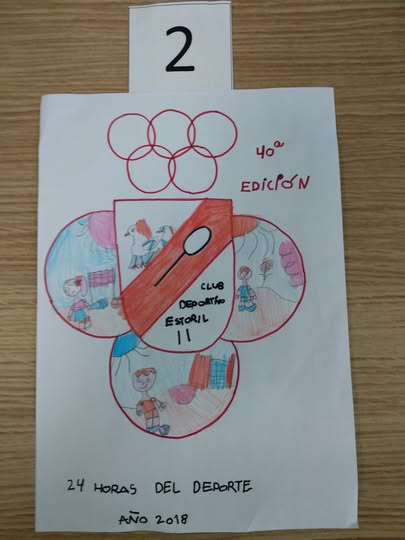 2
40ª
EDICIÓN
CLUB
DEPORTIVO
ESTORIL
II
24 HORAS DEL DEPORTE
AÑO 2018